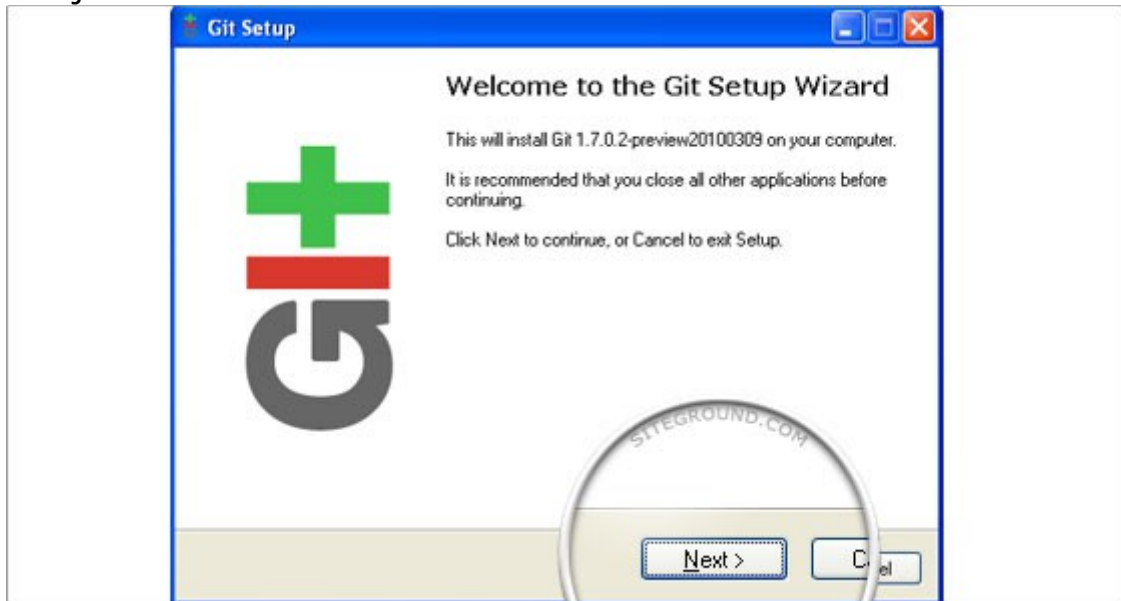 Git Setup
Welcome to the Git Setup Wizard
This will install Git 1.7.0.2-preview20100309 on your computer.
It is recommended that you close all other applications before
continuing.
Click Next to continue, or Cancel to exit Setup.
GIt
SITEGROUND.COM
Next >